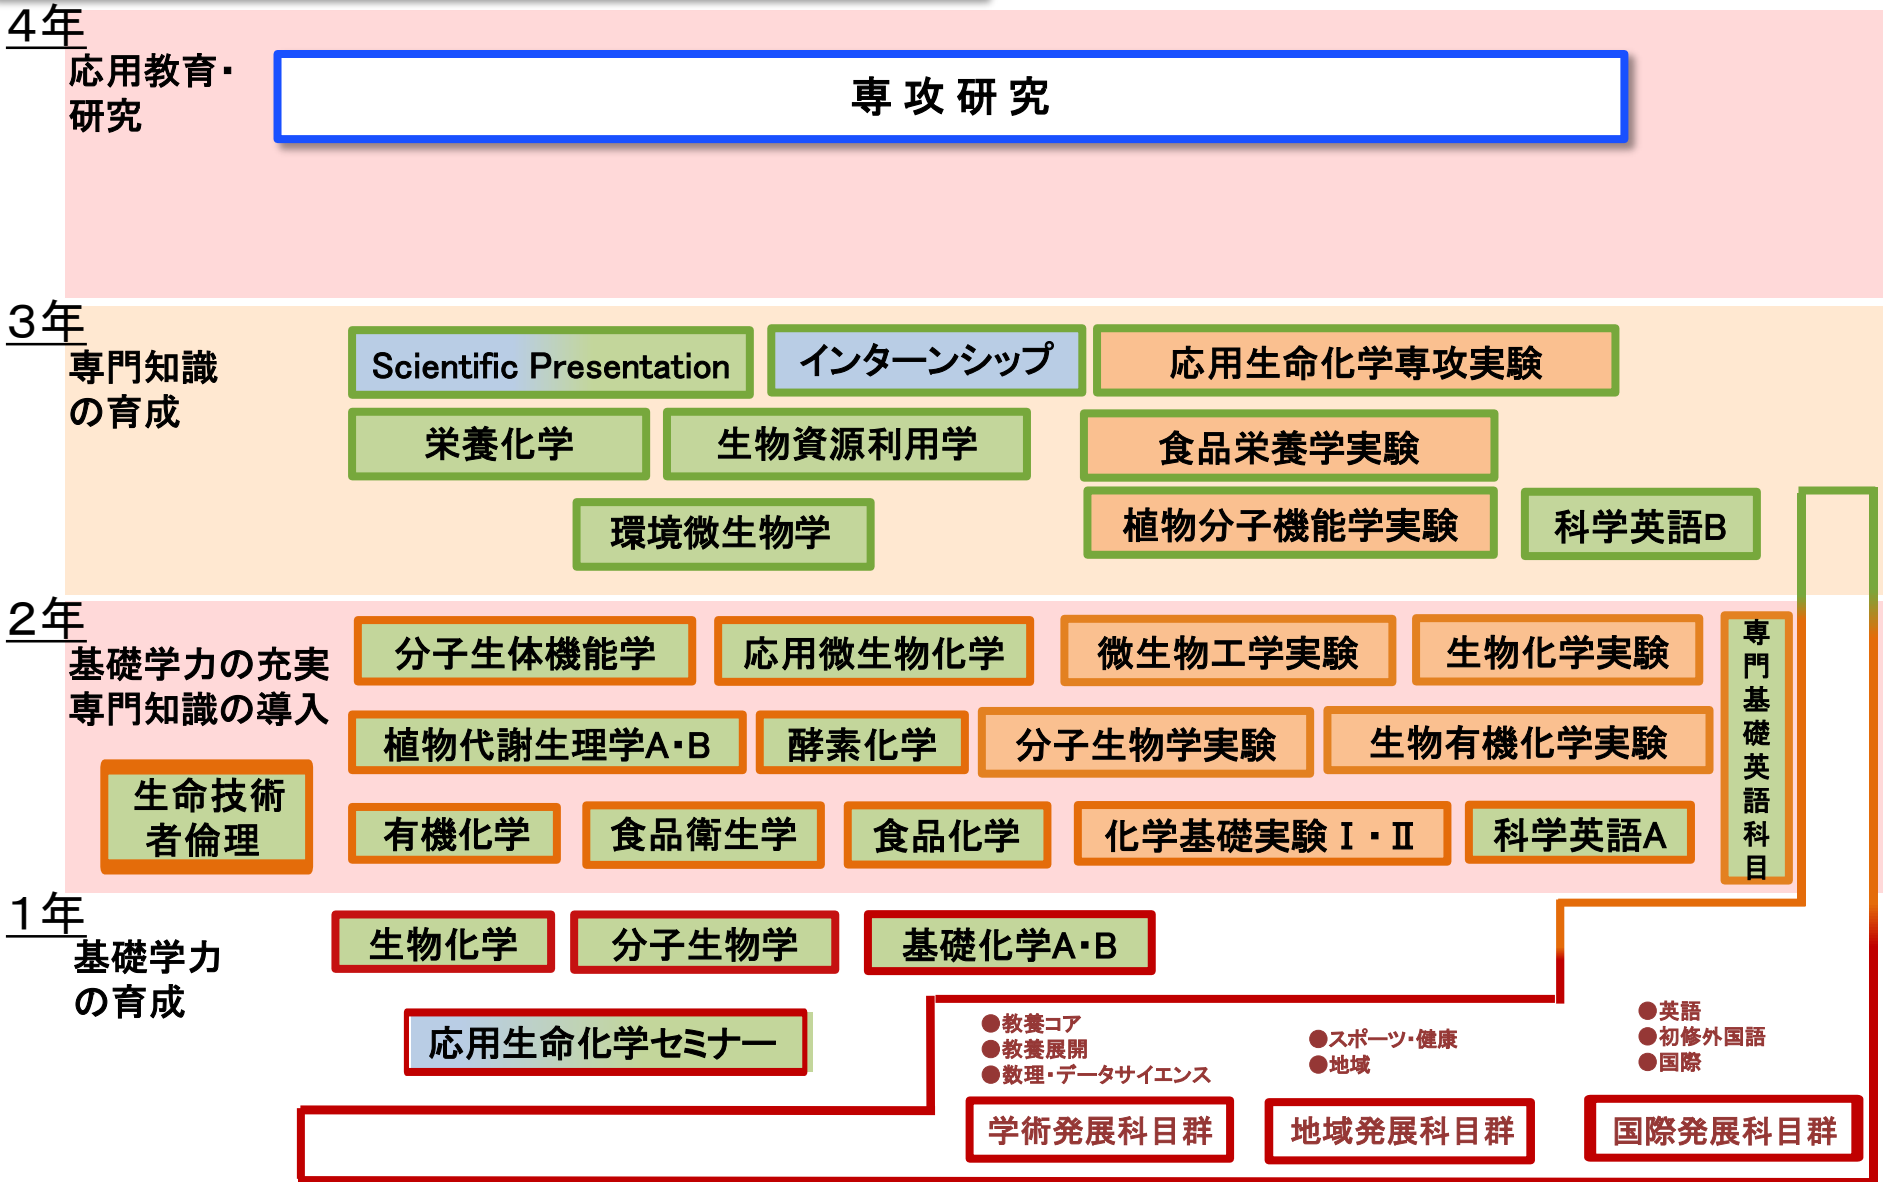 4年
応用教育・
研究
専攻研究
3年
専門知識
の育成
Scientific Presentation
インターンシップ
応用生命化学専攻実験
栄養化学
生物資源利用学
食品栄養学実験
環境微生物学
植物分子機能学実験
科学英語B
2年
基礎学力の充実
専門知識の導入
分子生体機能学
応用微生物化学
微生物工学実験
生物化学実験
専門基礎英語科目
植物代謝生理学A・B
酵素化学
分子生物学実験
生物有機化学実験
生命技術
者倫理
有機化学
食品衛生学
食品化学
化学基礎実験Ⅰ・Ⅱ
科学英語A
1年
基礎学力
の育成
生物化学
分子生物学
基礎化学A・B
応用生命化学セミナー
●教養コア
●教養展開
●数理・データサイエンス
学術発展科目群
●スポーツ・健康
●地域
地域発展科目群
●英語
●初修外国語
●国際
国際発展科目群